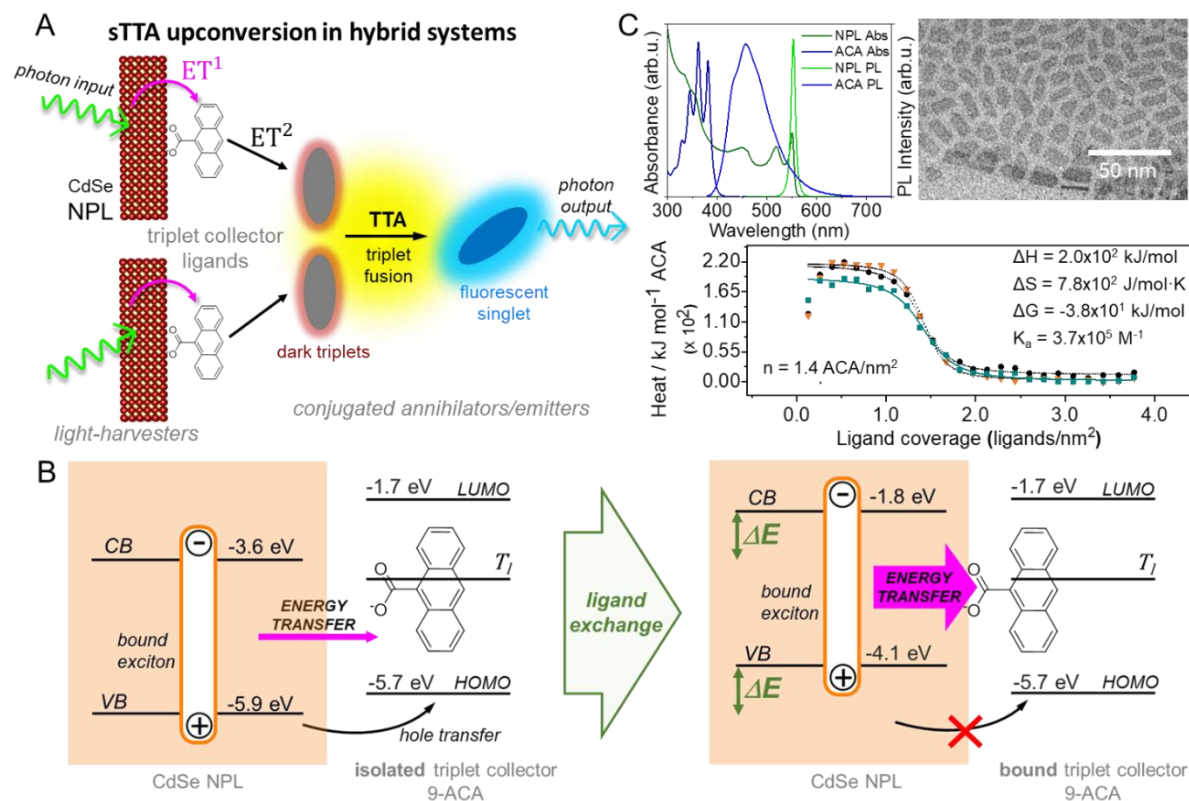 A
sTTA upconversion in hybrid systems
photon input
ET¹
CdSe
NPL
ET²
triplet collector
ligands
TTA
triplet
fusion
photon
output
fluorescent
singlet
dark triplets
light-harvesters
conjugated annihilators/emitters
C
Absorbance (arb.u.)
NPL Abs
ACA Abs
NPL PL
ACA PL
PL Intensity (arb.u.)
300 400 500 600 700
Wavelength (nm)
50 nm
Heat / kJ mol⁻¹ ACA
(x 10²)
2.20
1.65
1.10
0.55
0.00
ΔH = 2.0x10² kJ/mol
ΔS = 7.8x10² J/mol·K
ΔG = -3.8x10¹ kJ/mol
Kₐ = 3.7x10⁵ M⁻¹
n = 1.4 ACA/nm²
0.0 1.0 2.0 3.0 4.0
Ligand coverage (ligands/nm²)
B
CB
-3.6 eV
bound
exciton
VB
-5.9 eV
CdSe NPL
ENERGY
TRANSFER
-1.7 eV LUMO
O
O⁻
T₁
-5.7 eV HOMO
hole transfer
isolated triplet collector
9-ACA
ligand
exchange
CB
-1.8 eV
ΔE
bound
exciton
VB
-4.1 eV
ΔE
CdSe NPL
ENERGY
TRANSFER
-1.7 eV LUMO
O
O⁻
T₁
-5.7 eV HOMO
bound triplet collector
9-ACA